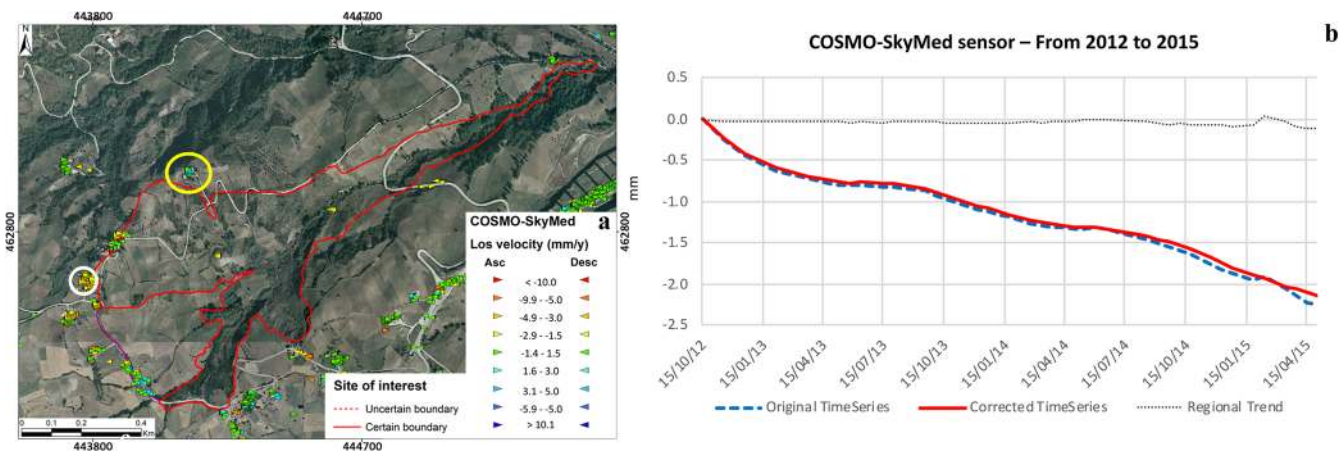 443800
444700
N
462800
462800
COSMO-SkyMed a
Los velocity (mm/y)
Asc Desc
< -10.0
-9.9 - -5.0
-4.9 - -3.0
-2.9 - -1.5
-1.4 - 1.5
1.6 - 3.0
3.1 - 5.0
-5.9 - -5.0
> 10.1
Site of interest
Uncertain boundary
Certain boundary
0 0.1 0.2 0.4
Km
443800
444700
COSMO-SkyMed sensor – From 2012 to 2015
b
0.5
0.0
-0.5
-1.0
-1.5
-2.0
-2.5
mm
15/10/12
15/01/13
15/04/13
15/07/13
15/10/13
15/01/14
15/04/14
15/07/14
15/10/14
15/01/15
15/04/15
Original TimeSeries
Corrected TimeSeries
Regional Trend